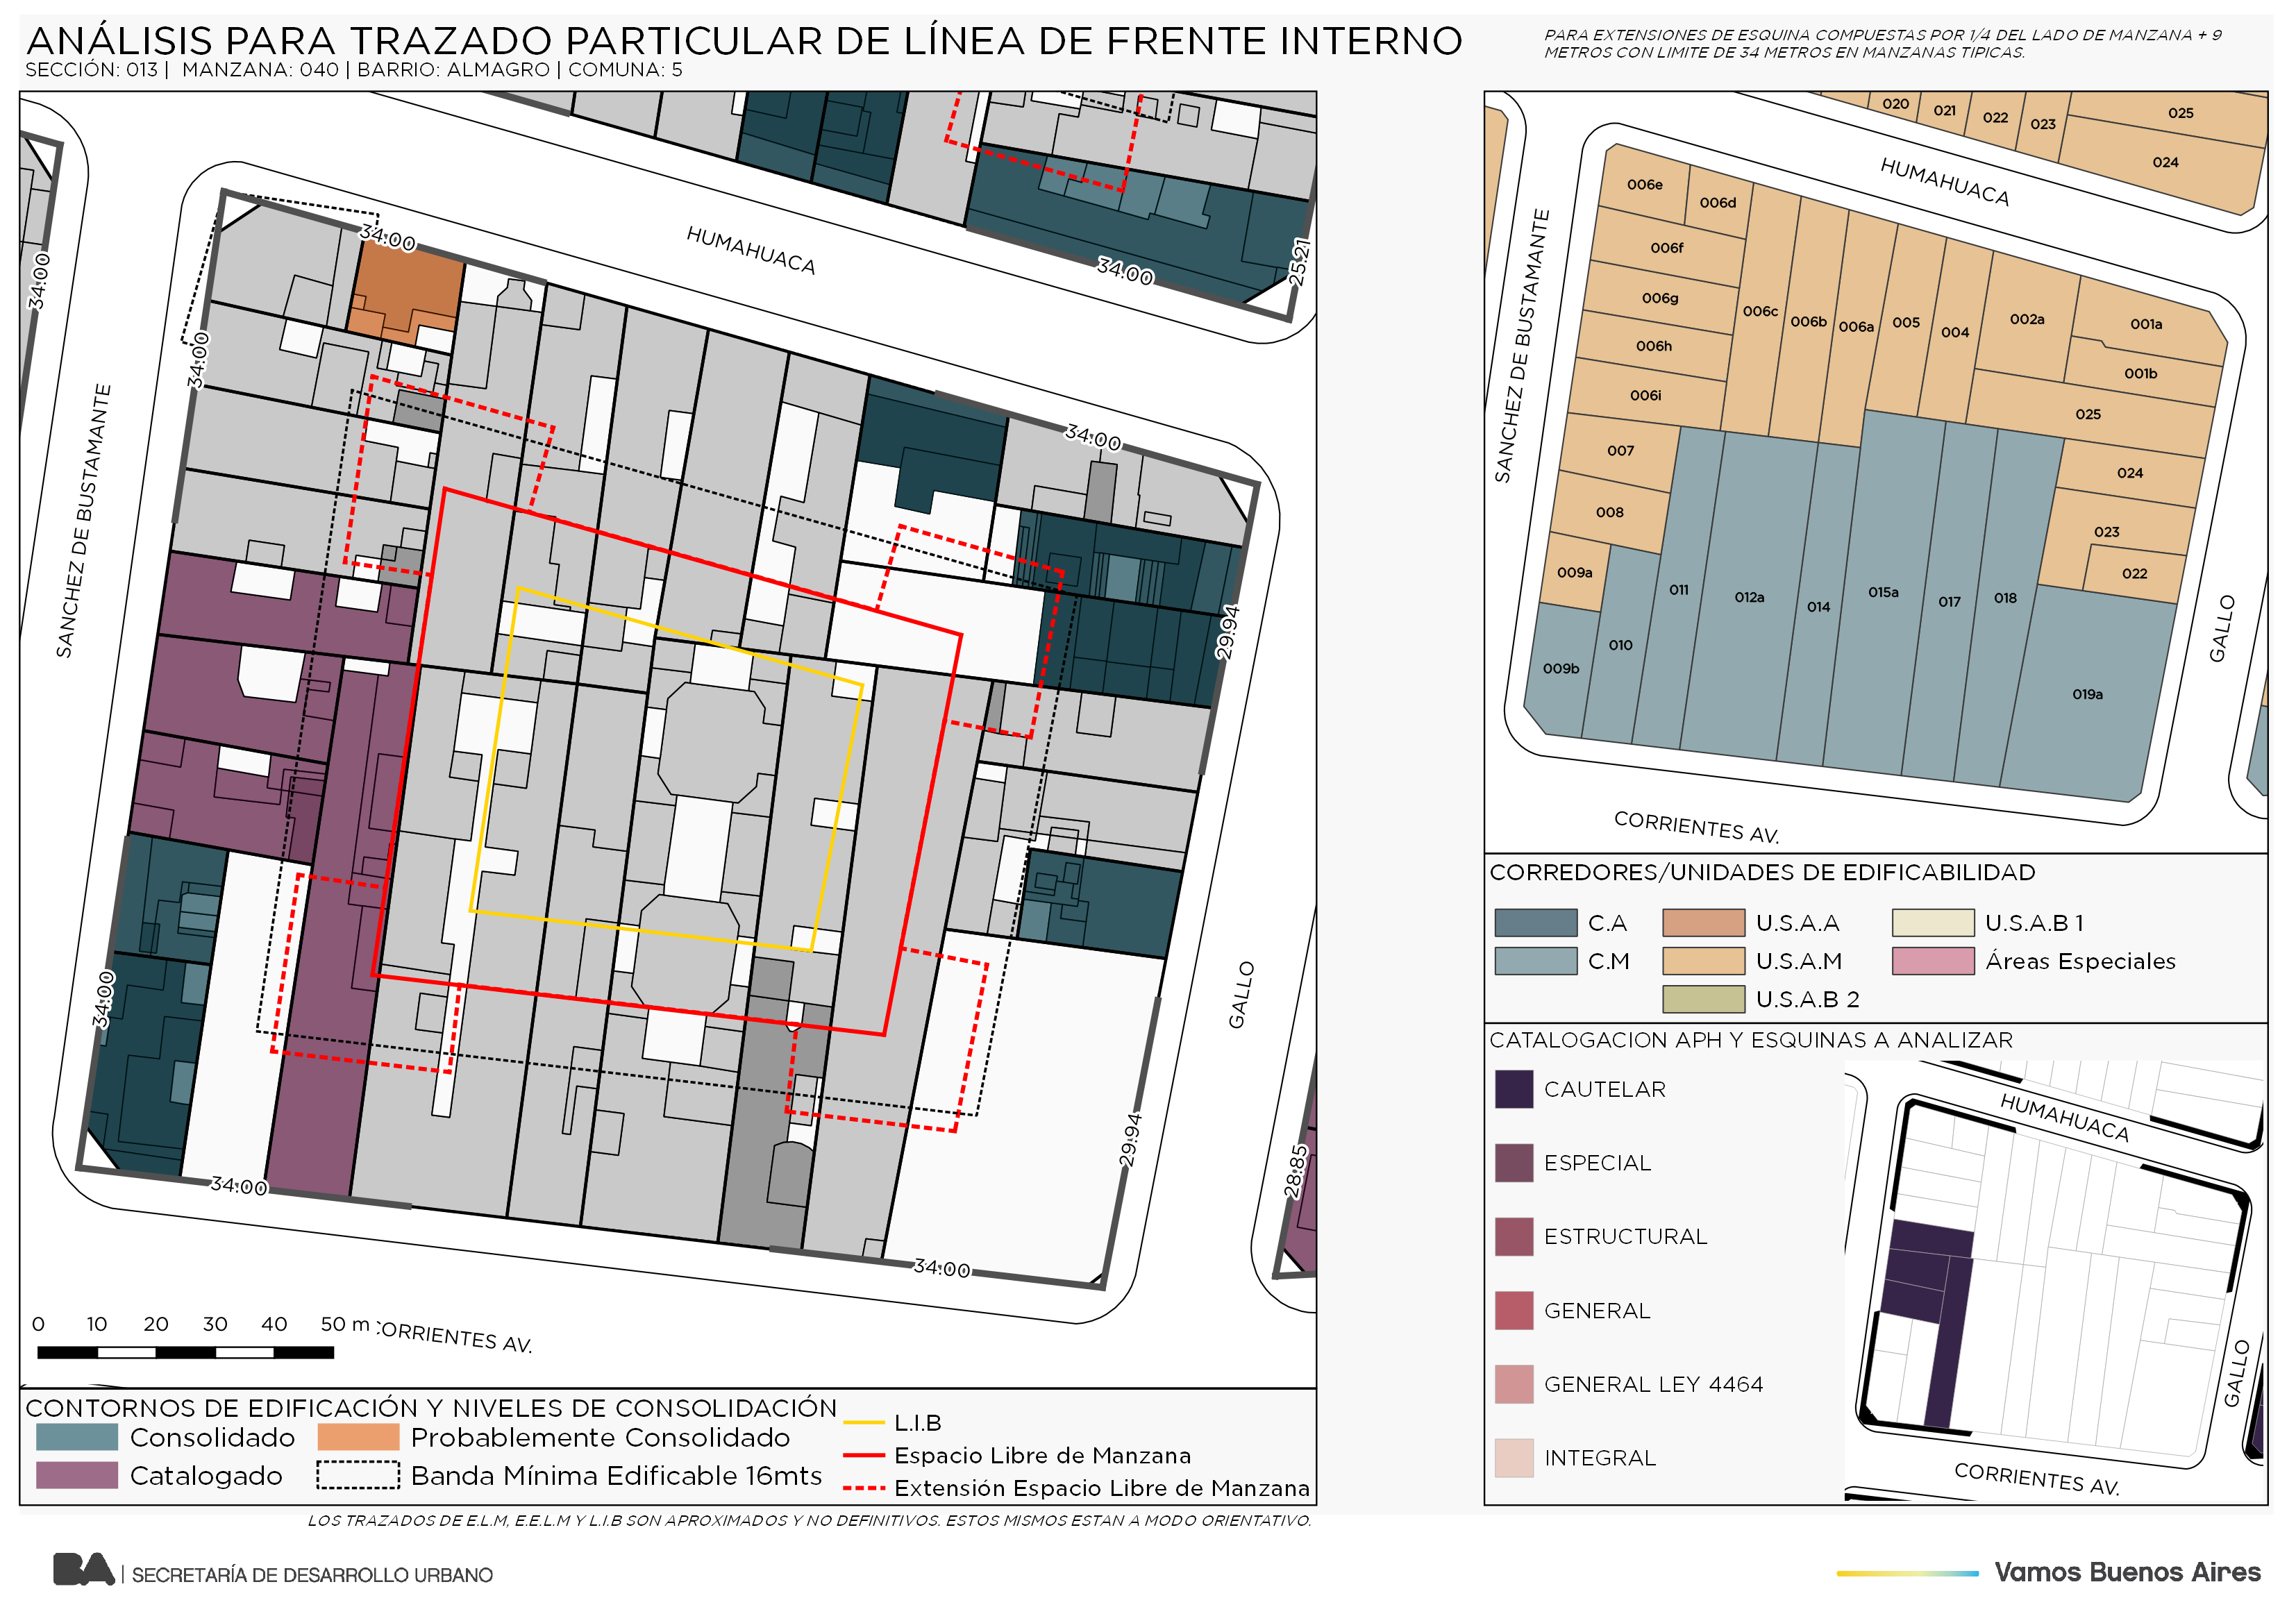 ANÁLISIS PARA TRAZADO PARTICULAR DE LÍNEA DE FRENTE INTERNO
SECCIÓN: 013 | MANZANA: 040 | BARRIO: ALMAGRO | COMUNA: 5
PARA EXTENSIONES DE ESQUINA COMPUESTAS POR 1/4 DEL LADO DE MANZANA + 9
METROS CON LIMITE DE 34 METROS EN MANZANAS TIPICAS.
34:00
34:00
HUMAHUACA
34:00
25:21
34:00
SANCHEZ DE BUSTAMANTE
34:00
29:94
GALLO
34:00
29:94
28:85
34:00
34:00
0 10 20 30 40 50 m
CORRIENTES AV.
CONTORNOS DE EDIFICACIÓN Y NIVELES DE CONSOLIDACIÓN
Consolidado
Probablemente Consolidado
Catalogado
Banda Mínima Edificable 16mts
L.I.B
Espacio Libre de Manzana
Extensión Espacio Libre de Manzana
LOS TRAZADOS DE E.L.M, E.E.L.M Y L.I.B SON APROXIMADOS Y NO DEFINITIVOS. ESTOS MISMOS ESTAN A MODO ORIENTATIVO.
020
021
022
023
025
024
HUMAHUACA
SANCHEZ DE BUSTAMANTE
006e
006d
006f
006g
006h
006i
006c
006b
006a
005
004
002a
001a
001b
025
007
008
009a
009b
010
011
012a
014
015a
017
018
024
023
022
019a
GALLO
CORRIENTES AV.
CORREDORES/UNIDADES DE EDIFICABILIDAD
C.A
U.S.A.A
U.S.A.B 1
C.M
U.S.A.M
Áreas Especiales
U.S.A.B 2
CATALOGACION APH Y ESQUINAS A ANALIZAR
CAUTELAR
ESPECIAL
ESTRUCTURAL
GENERAL
GENERAL LEY 4464
INTEGRAL
HUMAHUACA
GALLO
CORRIENTES AV.
BA | SECRETARÍA DE DESARROLLO URBANO
Vamos Buenos Aires